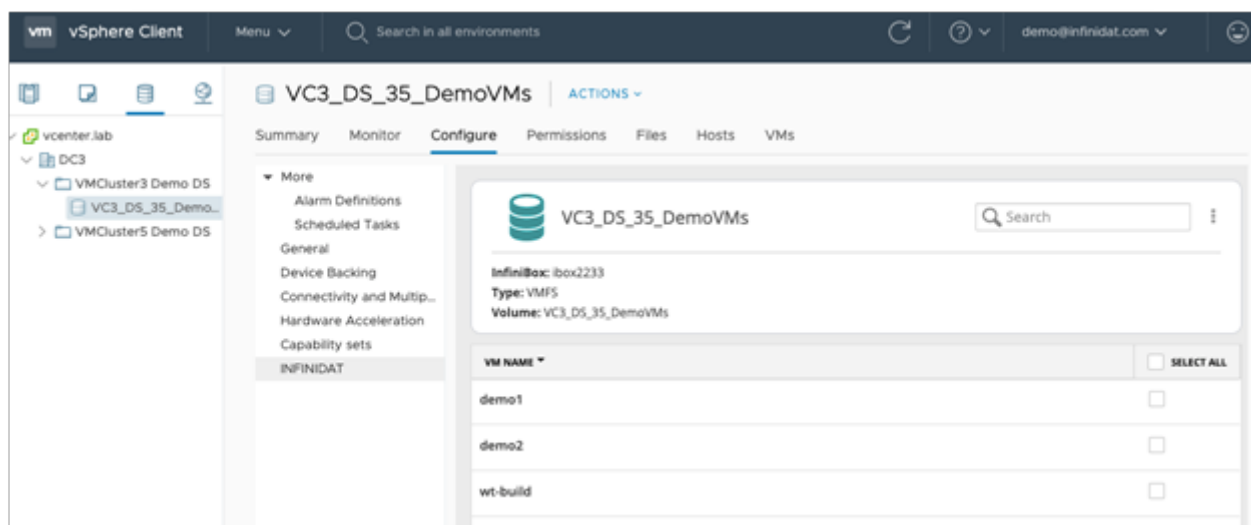 vm vSphere Client Menu Search in all environments demo@infinidat.com
VC3_DS_35_DemoVMs ACTIONS
Summary Monitor Configure Permissions Files Hosts VMs
vcenter.lab
DC3
VMCluster3 Demo DS
VC3_DS_35_Demo...
VMCluster5 Demo DS
More
Alarm Definitions
Scheduled Tasks
General
Device Backing
Connectivity and Multip...
Hardware Acceleration
Capability sets
INFINIDAT
VC3_DS_35_DemoVMs Search
InfiniBox: ibox2233
Type: VMFS
Volume: VC3_DS_35_DemoVMs
VM NAME SELECT ALL
demo1
demo2
wt-build